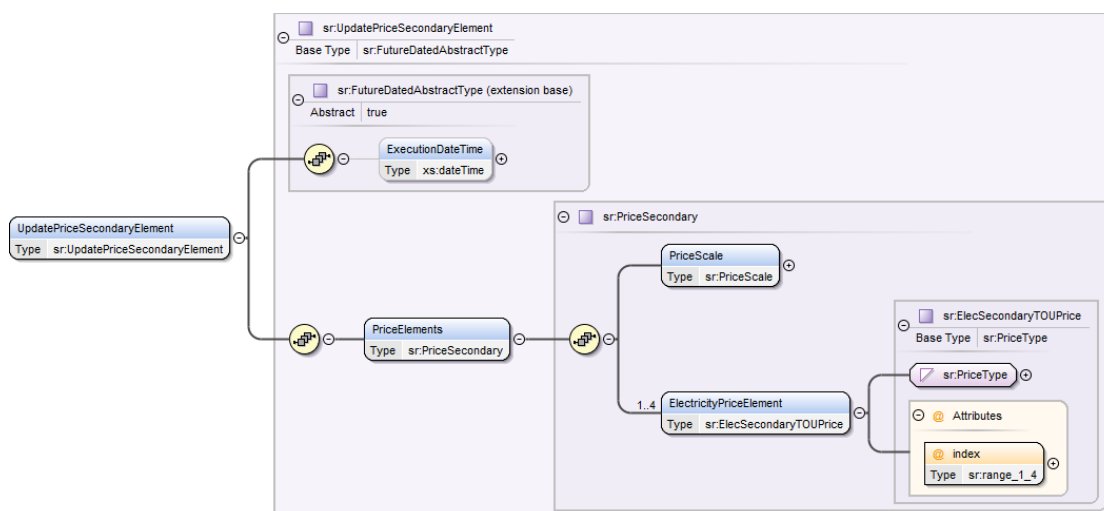 sr:UpdatePriceSecondaryElement
Base Type sr:FutureDatedAbstractType
sr:FutureDatedAbstractType (extension base)
Abstract true
ExecutionDateTime
Type xs:dateTime
UpdatePriceSecondaryElement
Type sr:UpdatePriceSecondaryElement
sr:PriceSecondary
PriceScale
Type sr:PriceScale
PriceElements
Type sr:PriceSecondary
sr:ElecSecondaryTOUPrice
Base Type sr:PriceType
sr:PriceType
1..4
ElectricityPriceElement
Type sr:ElecSecondaryTOUPrice
@ Attributes
@ index
Type sr:range_1_4